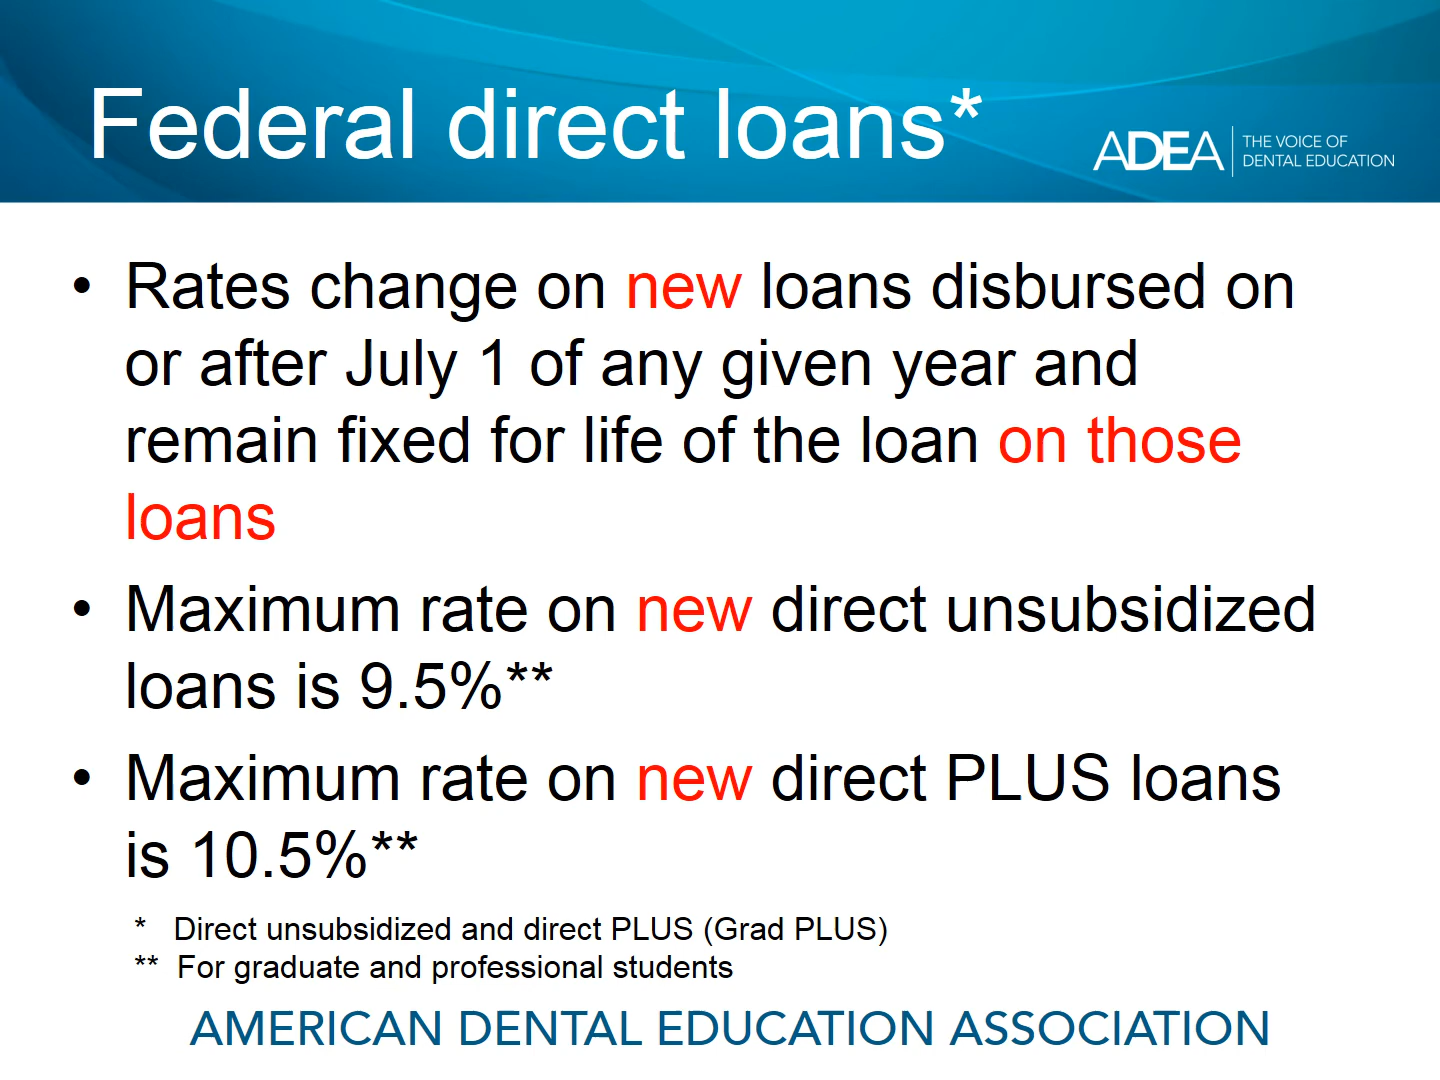 Federal direct loans*
ADEA
THE VOICE OF
DENTAL EDUCATION
• Rates change on new loans disbursed on
or after July 1 of any given year and
remain fixed for life of the loan on those
loans
• Maximum rate on new direct unsubsidized
loans is 9.5%**
• Maximum rate on new direct PLUS loans
is 10.5%**
* Direct unsubsidized and direct PLUS (Grad PLUS)
** For graduate and professional students
AMERICAN DENTAL EDUCATION ASSOCIATION